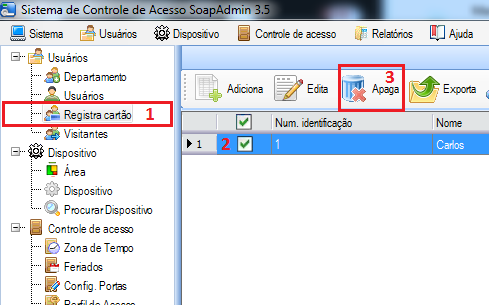 Sistema de Controle de Acesso SoapAdmin 3.5
Sistema Usuários Dispositivo Controle de acesso Relatórios Ajuda
Usuários
Departamento
Usuários
Registra cartão 1
Visitantes
Dispositivo
Área
Dispositivo
Procurar Dispositivo
Controle de acesso
Zona de Tempo
Feriados
Config. Portas
Perfil de Acesso
Adiciona Edita Apaga 3 Exporta
Num. identificação Nome
1 2 1 Carlos